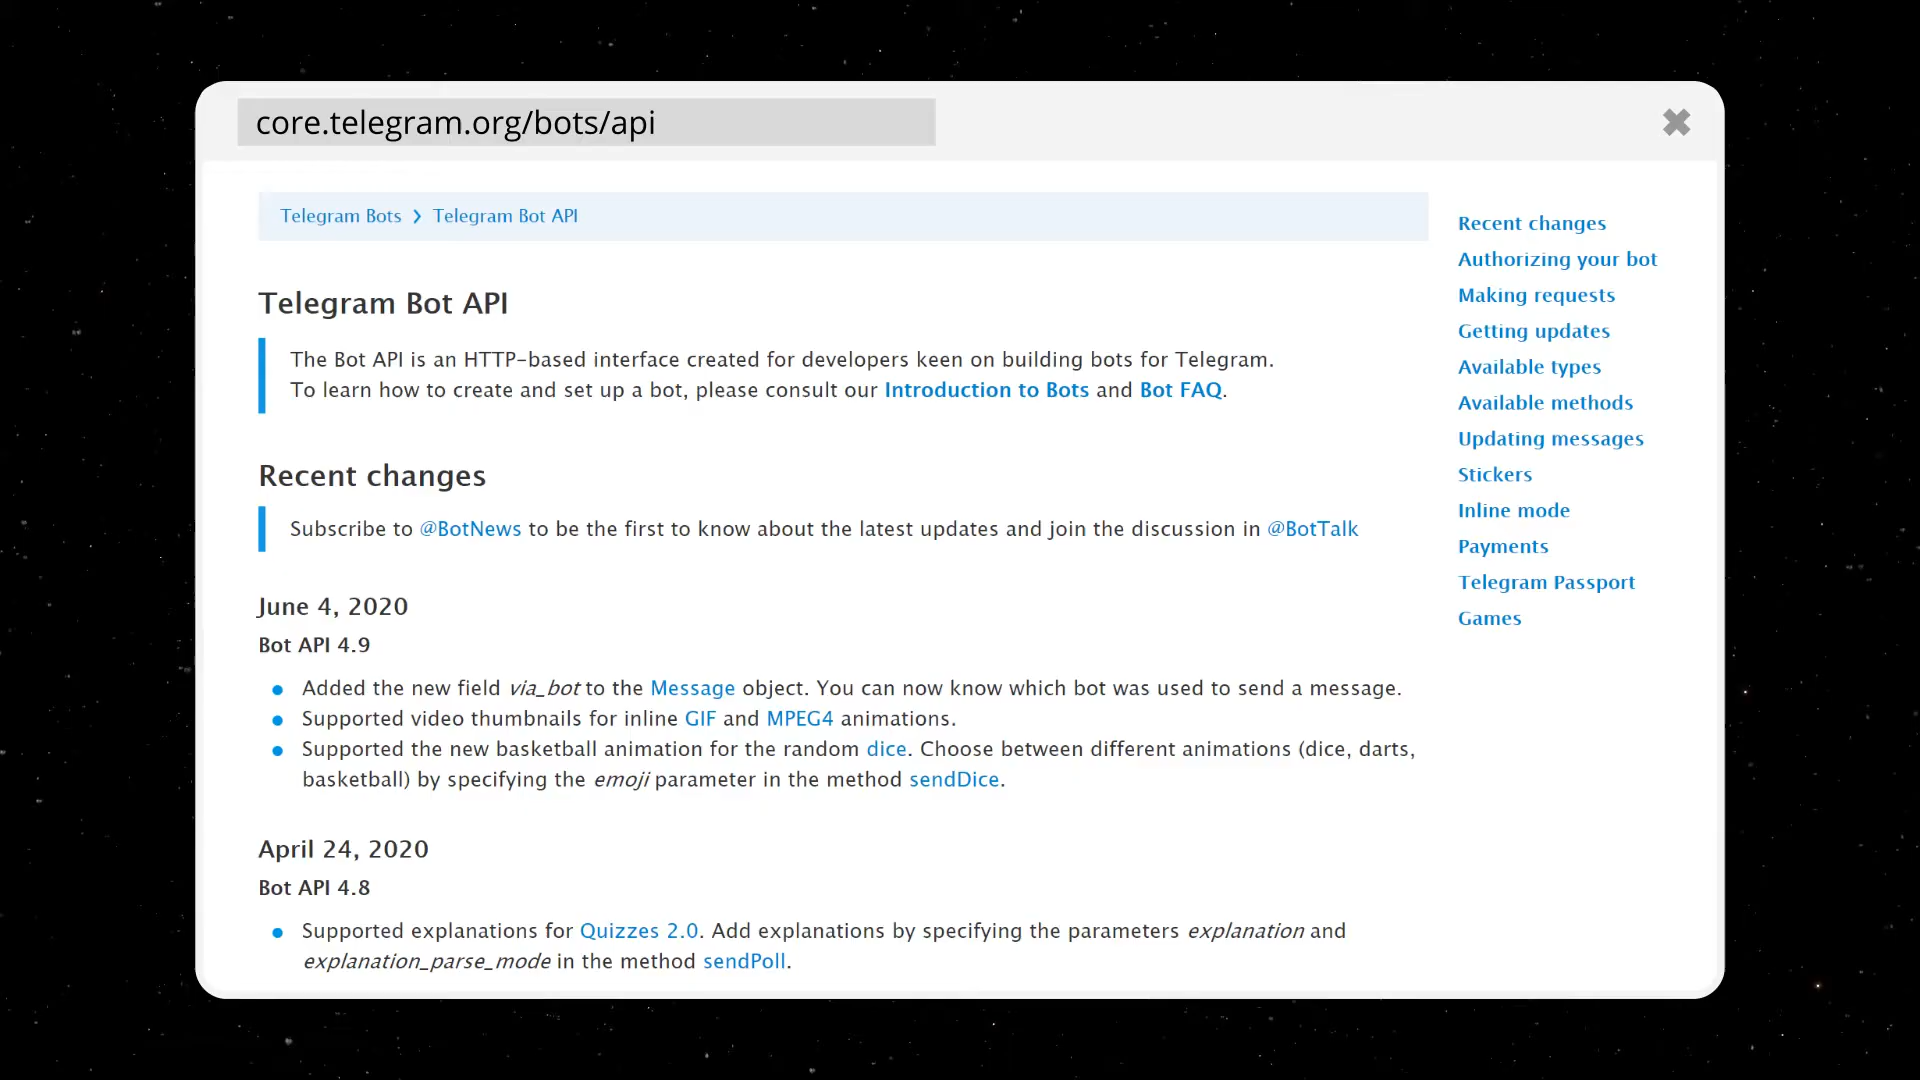 core.telegram.org/bots/api
Telegram Bots > Telegram Bot API
Telegram Bot API
The Bot API is an HTTP-based interface created for developers keen on building bots for Telegram.
To learn how to create and set up a bot, please consult our Introduction to Bots and Bot FAQ.
Recent changes
Subscribe to @BotNews to be the first to know about the latest updates and join the discussion in @BotTalk
June 4, 2020
Bot API 4.9
Added the new field via_bot to the Message object. You can now know which bot was used to send a message.
Supported video thumbnails for inline GIF and MPEG4 animations.
Supported the new basketball animation for the random dice. Choose between different animations (dice, darts,
basketball) by specifying the emoji parameter in the method sendDice.
April 24, 2020
Bot API 4.8
Supported explanations for Quizzes 2.0. Add explanations by specifying the parameters explanation and
explanation_parse_mode in the method sendPoll.
Recent changes
Authorizing your bot
Making requests
Getting updates
Available types
Available methods
Updating messages
Stickers
Inline mode
Payments
Telegram Passport
Games